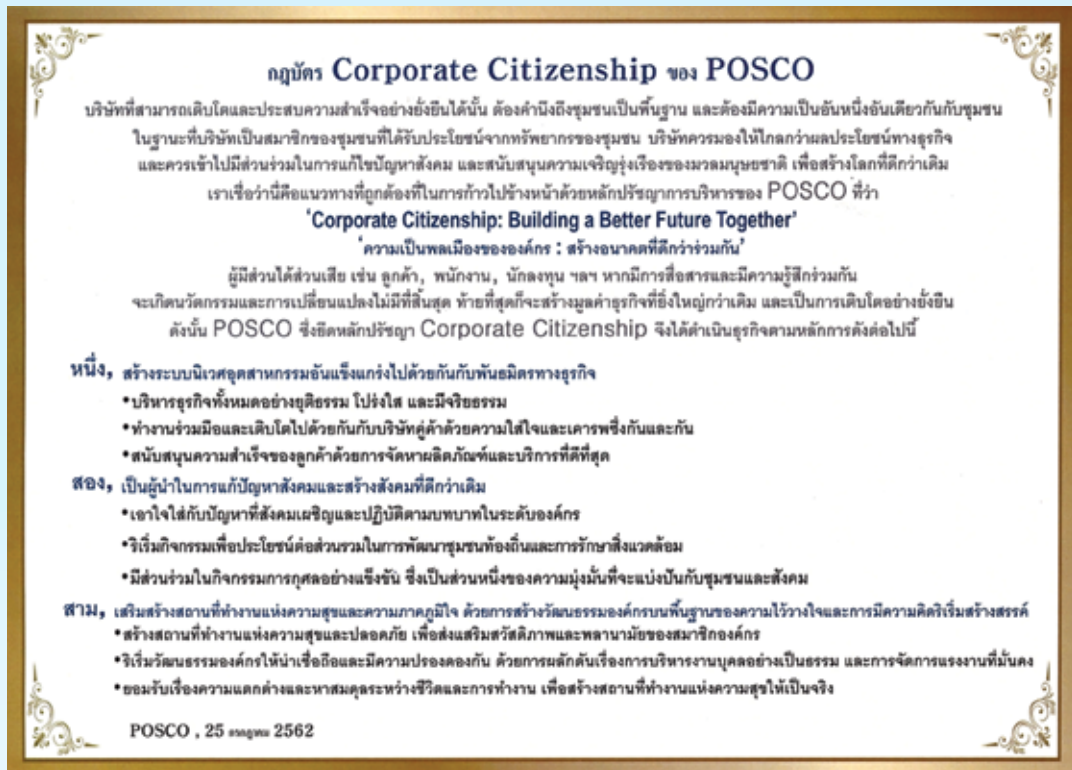 กฎบัตร Corporate Citizenship ของ POSCO
บริษัทที่สามารถเติบโตและประสบความสำเร็จอย่างยั่งยืนได้นั้น ต้องคำนึงถึงชุมชนเป็นพื้นฐาน และต้องมีความเป็นอันหนึ่งอันเดียวกันกับชุมชน
ในฐานะที่บริษัทเป็นสมาชิกของชุมชนที่ได้รับประโยชน์จากทรัพยากรของชุมชน บริษัทควรมองให้ไกลกว่าผลประโยชน์ทางธุรกิจ
และควรเข้าไปมีส่วนร่วมในการแก้ไขปัญหาสังคม และสนับสนุนความเจริญรุ่งเรืองของมวลมนุษยชาติ เพื่อสร้างโลกที่ดีกว่าเดิม
เราเชื่อว่านี่คือแนวทางที่ถูกต้องที่ในการก้าวไปข้างหน้าด้วยหลักปรัชญาการบริหารของ POSCO ที่ว่า
'Corporate Citizenship: Building a Better Future Together'
'ความเป็นพลเมืองขององค์กร : สร้างอนาคตที่ดีกว่าร่วมกัน'
ผู้มีส่วนได้ส่วนเสีย เช่น ลูกค้า, พนักงาน, นักลงทุน ฯลฯ หากมีการสื่อสารและมีความรู้สึกร่วมกัน
จะเกิดนวัตกรรมและการเปลี่ยนแปลงไม่มีที่สิ้นสุด ท้ายที่สุดก็จะสร้างมูลค่าธุรกิจที่ยิ่งใหญ่กว่าเดิม และเป็นการเติบโตอย่างยั่งยืน
ดังนั้น POSCO ซึ่งยึดหลักปรัชญา Corporate Citizenship จึงได้ดำเนินธุรกิจตามหลักการดังต่อไปนี้
หนึ่ง, สร้างระบบนิเวศอุตสาหกรรมอันแข็งแกร่งไปด้วยกันกับพันธมิตรทางธุรกิจ
•บริหารธุรกิจทั้งหมดอย่างยุติธรรม โปร่งใส และมีจริยธรรม
•ทำงานร่วมมือและเติบโตไปด้วยกันกับบริษัทคู่ค้าด้วยความใส่ใจและเคารพซึ่งกันและกัน
•สนับสนุนความสำเร็จของลูกค้าด้วยการจัดหาผลิตภัณฑ์และบริการที่ดีที่สุด
สอง, เป็นผู้นำในการแก้ปัญหาสังคมและสร้างสังคมที่ดีกว่าเดิม
•เอาใจใส่กับปัญหาที่สังคมเผชิญและปฏิบัติตามบทบาทในระดับองค์กร
•ริเริ่มกิจกรรมเพื่อประโยชน์ต่อส่วนรวมในการพัฒนาชุมชนท้องถิ่นและการรักษาสิ่งแวดล้อม
•มีส่วนร่วมในกิจกรรมการกุศลอย่างแข็งขัน ซึ่งเป็นส่วนหนึ่งของความมุ่งมั่นที่จะแบ่งปันกับชุมชนและสังคม
สาม, เสริมสร้างสถานที่ทำงานแห่งความสุขและความภาคภูมิใจ ด้วยการสร้างวัฒนธรรมองค์กรบนพื้นฐานของความไว้วางใจและการมีความคิดริเริ่มสร้างสรรค์
•สร้างสถานที่ทำงานแห่งความสุขและปลอดภัย เพื่อส่งเสริมสวัสดิภาพและพลานามัยของสมาชิกองค์กร
•ริเริ่มวัฒนธรรมองค์กรให้น่าเชื่อถือและมีความปรองดองกัน ด้วยการผลักดันเรื่องการบริหารงานบุคลอย่างเป็นธรรม และการจัดการแรงงานที่มั่นคง
•ยอมรับเรื่องความแตกต่างและหาสมดุลระหว่างชีวิตและการทำงาน เพื่อสร้างสถานที่ทำงานแห่งความสุขให้เป็นจริง
POSCO , 25 กรกฎาคม 2562